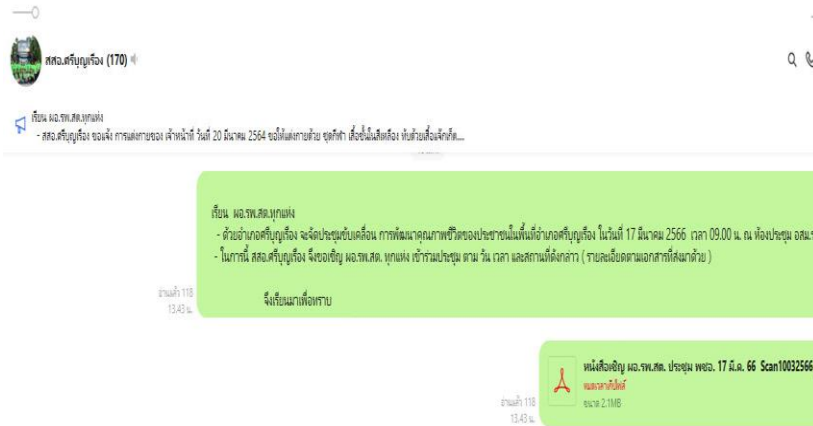 สสอ.ศรีบุญเรือง (170)
เรียน ผอ.รพ.สต.ทุกแห่ง
- สสอ.ศรีบุญเรือง ขอแจ้ง การแต่งกายของ เจ้าหน้าที่ วันที่ 20 มีนาคม 2564 ขอให้แต่งกายด้วย ชุดกีฬา เสื้อชั้นในสีเหลือง ทับด้วยเสื้อแจ็กเก็ต....
เรียน ผอ.รพ.สต.ทุกแห่ง
- ด้วยอำเภอศรีบุญเรือง จะจัดประชุมขับเคลื่อน การพัฒนาคุณภาพชีวิตของประชาชนในพื้นที่อำเภอศรีบุญเรือง ในวันที่ 17 มีนาคม 2566 เวลา 09.00 น. ณ ห้องประชุม อสม.
- ในการนี้ สสอ.ศรีบุญเรือง จึงขอเชิญ ผอ.รพ.สต. ทุกแห่ง เข้าร่วมประชุม ตาม วัน เวลา และสถานที่ดังกล่าว ( รายละเอียดตามเอกสารที่ส่งมาด้วย )
จึงเรียนมาเพื่อทราบ
อ่านแล้ว 118
13.43 น.
หนังสือเชิญ ผอ.รพ.สต. ประชุม พชอ. 17 มี.ค. 66 Scan10032566
หมดเวลาเก็บไฟล์
ขนาด 2.1MB
อ่านแล้ว 118
13.43 น.